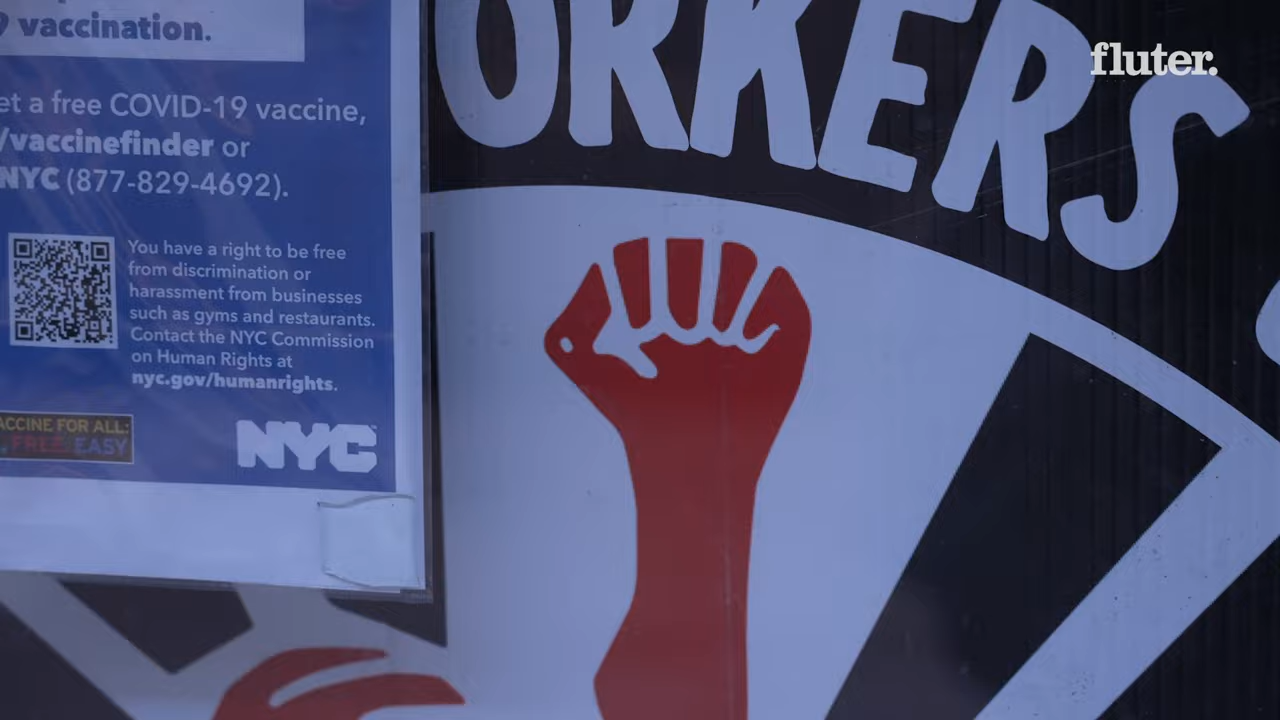 vaccination.
a free COVID-19 vaccine,
/vaccinefinder or
NYC (877-829-4692).
You have a right to be free
from discrimination or
harassment from businesses
such as gyms and restaurants.
Contact the NYC Commission
on Human Rights at
nyc.gov/humanrights.
ACCINE FOR ALL:
FREE. EASY
NYC
ORKERS
fluter.